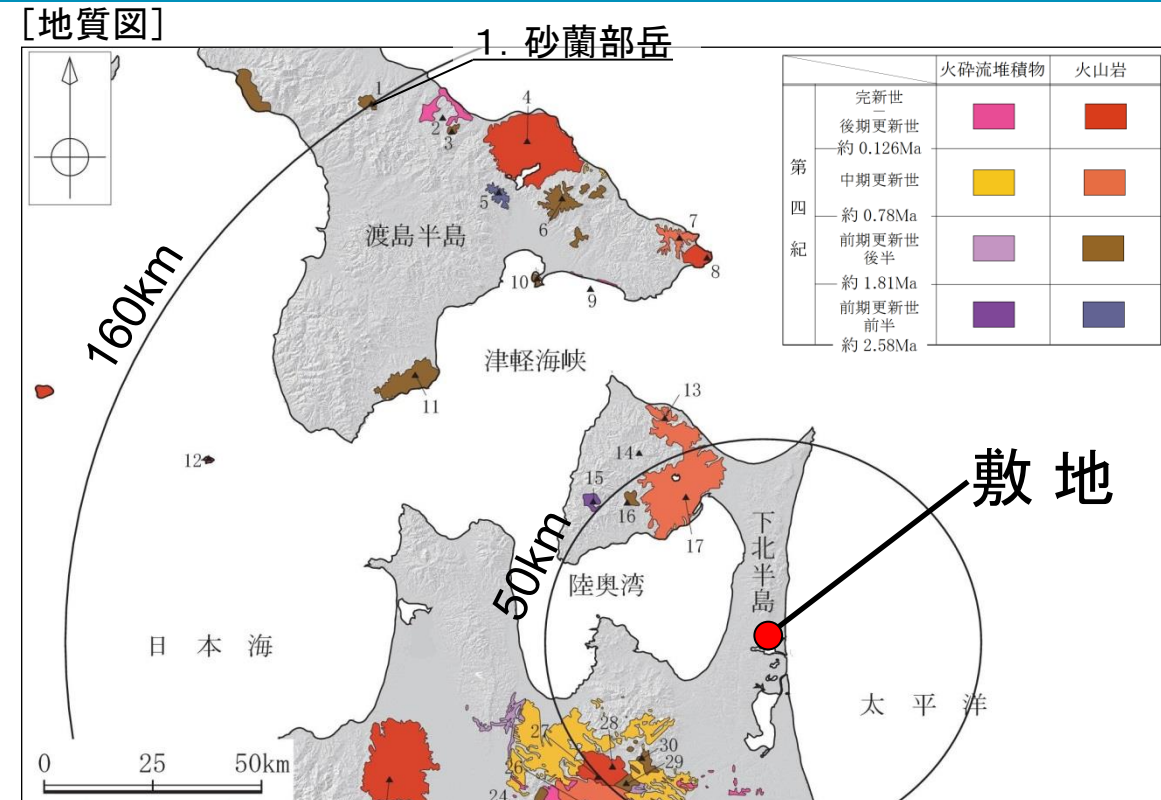 [地質図]
1. 砂蘭部岳
火砕流堆積物
火山岩
第四紀
完新世
|
後期更新世
約 0.126Ma
中期更新世
約 0.78Ma
前期更新世
後半
約 1.81Ma
前期更新世
前半
約 2.58Ma
1
2
3
4
5
6
7
8
9
10
11
12
13
14
15
16
17
渡島半島
160km
津軽海峡
敷 地
下北半島
50km
陸奥湾
日 本 海
太 平 洋
27
28
30
29
24
0 25 50km